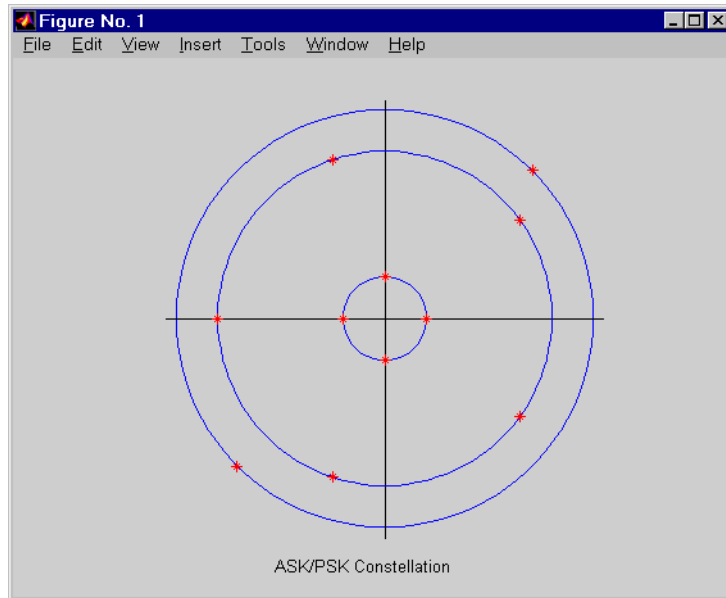 Figure No. 1
File Edit View Insert Tools Window Help
ASK/PSK Constellation